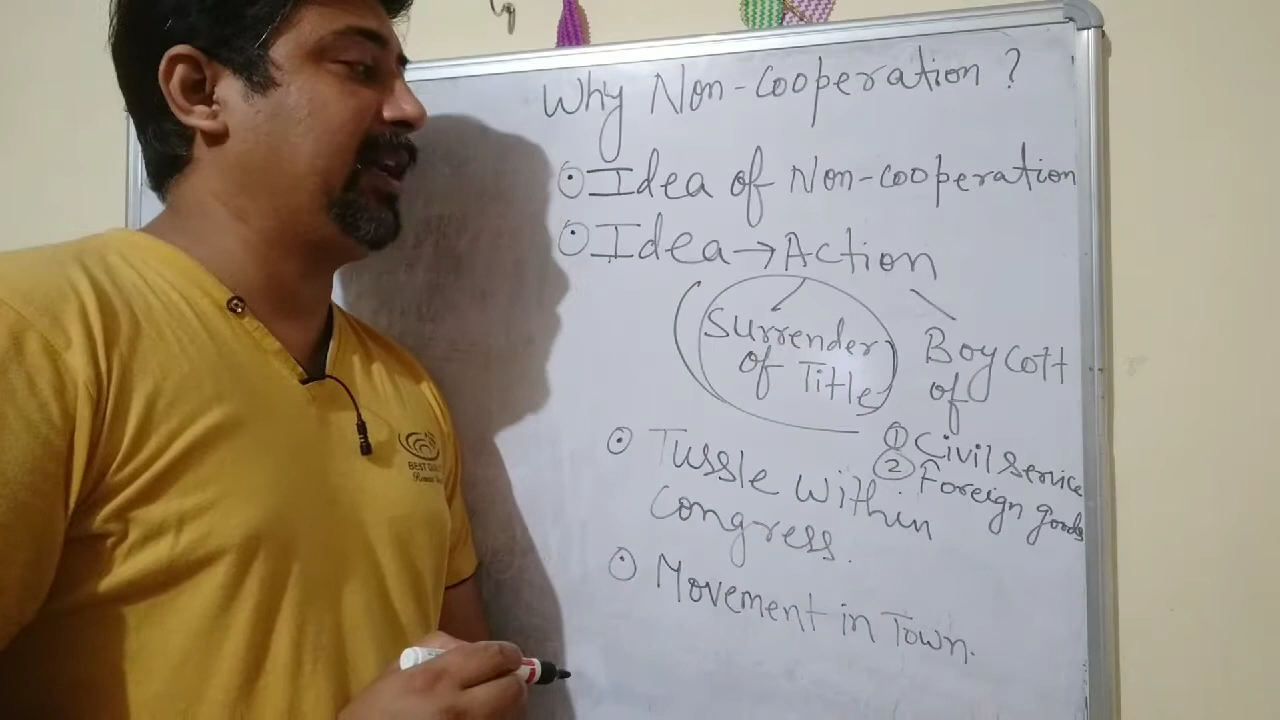 Why Non-Cooperation ?
Idea of Non-cooperation
Idea → Action
Surrender
of Title
Boycott
of
① Civil Service
② Foreign goods
Tussle within
Congress.
Movement in Town.
BEST